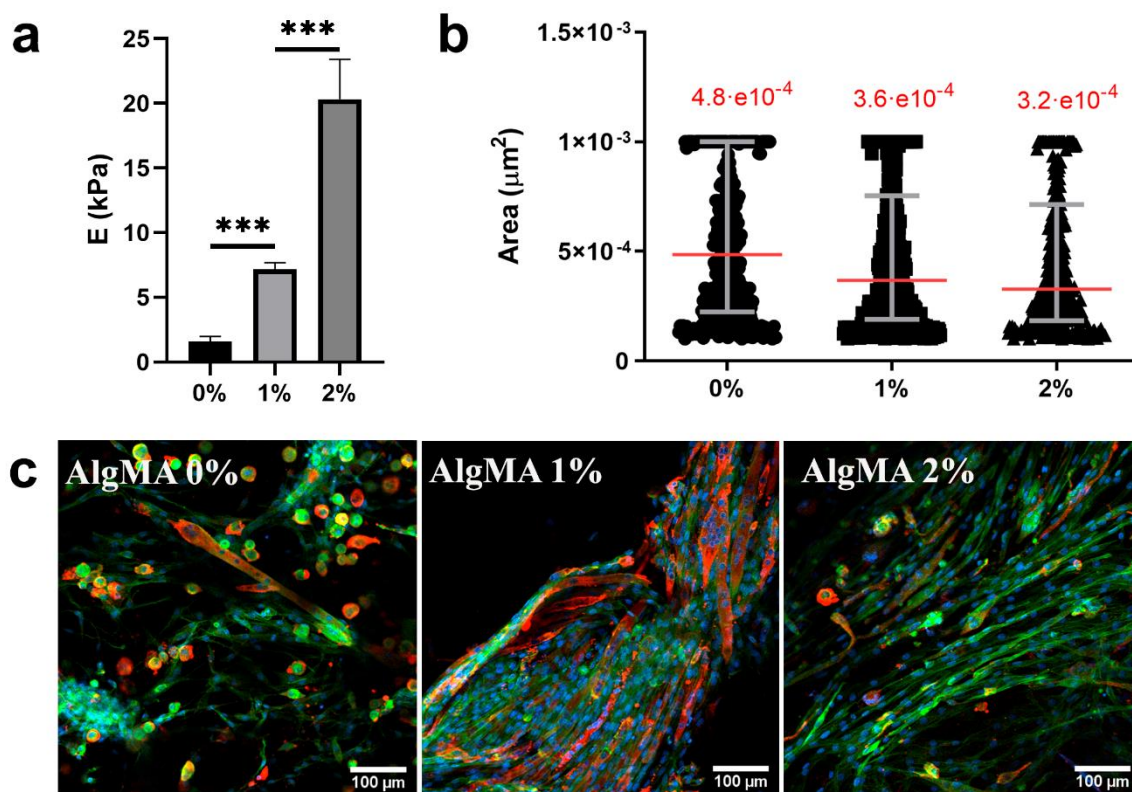 a
***
***
E (kPa)
25
20
15
10
5
0
0% 1% 2%
b
Area (μm²)
1.5×10⁻³
1×10⁻³
5×10⁻⁴
0
4.8·e10⁻⁴ 3.6·e10⁻⁴ 3.2·e10⁻⁴
0% 1% 2%
c
AlgMA 0%
100 μm
AlgMA 1%
100 μm
AlgMA 2%
100 μm